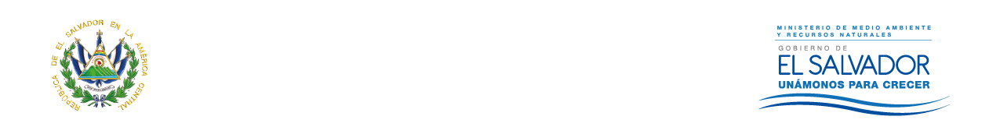 REPÚBLICA DE EL SALVADOR EN LA AMÉRICA CENTRAL
MINISTERIO DE MEDIO AMBIENTE
Y RECURSOS NATURALES
GOBIERNO DE
EL SALVADOR
UNÁMONOS PARA CRECER